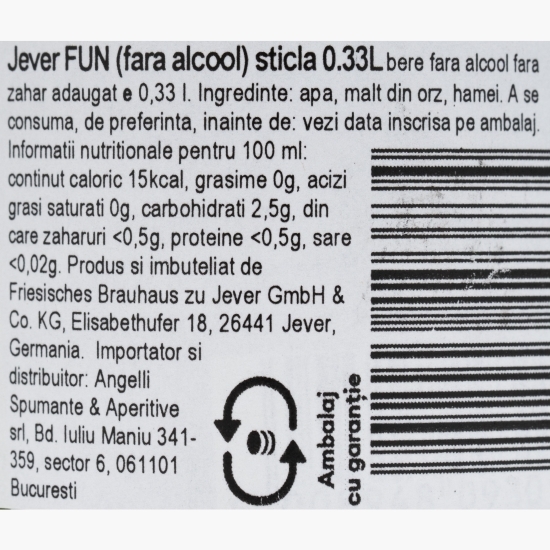 Jever FUN (fara alcool) sticla 0.33L bere fara alcool fara
zahar adaugat e 0,33 l. Ingredinte: apa, malt din orz, hamei. A se
consuma, de preferinta, inainte de: vezi data inscrisa pe ambalaj.
Informatii nutritionale pentru 100 ml:
continut caloric 15kcal, grasime 0g, acizi
grasi saturati 0g, carbohidrati 2,5g, din
care zaharuri <0,5g, proteine <0,5g, sare
<0,02g. Produs si imbuteliat de
Friesisches Brauhaus zu Jever GmbH &
Co. KG, Elisabethufer 18, 26441 Jever,
Germania. Importator si
distribuitor: Angelli
Spumante & Aperitive
srl, Bd. Iuliu Maniu 341-
359, sector 6, 061101
Bucuresti
Ambalaj
cu garanție